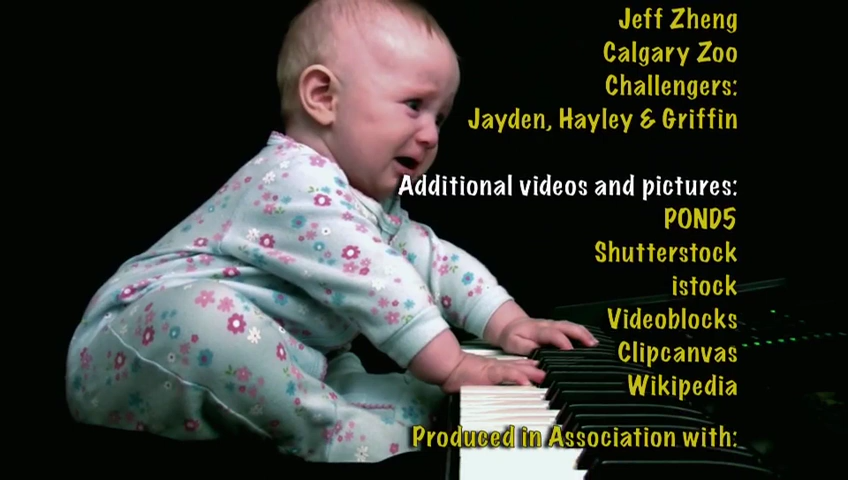 Jeff Zheng
Calgary Zoo
Challengers:
Jayden, Hayley & Griffin
Additional videos and pictures:
POND5
Shutterstock
istock
Videoblocks
Clipcanvas
Wikipedia
Produced in Association with: